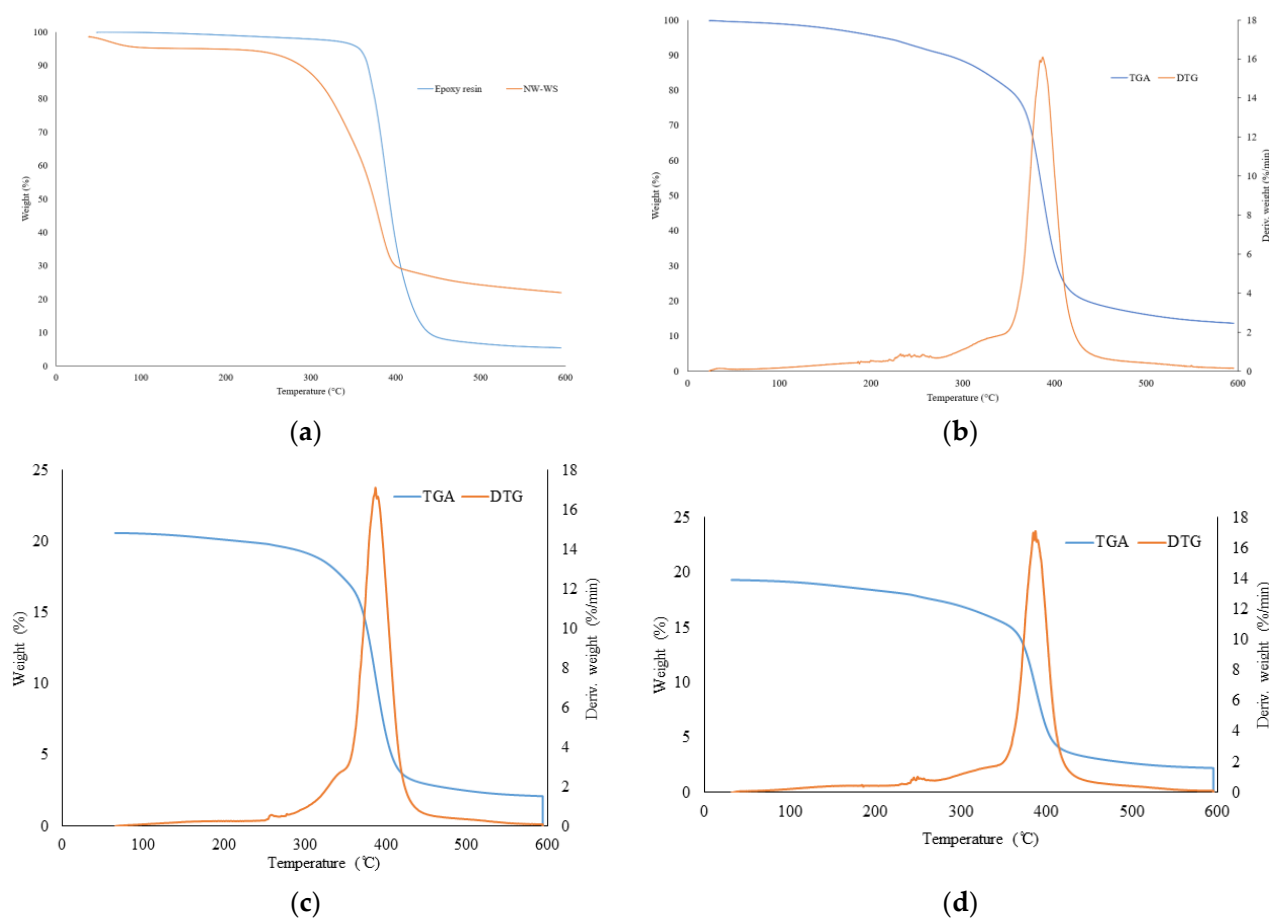 100
90
80
70
60
50
40
30
20
10
0
Weight (%)
Epoxy resin
NW-WS
0 100 200 300 400 500 600
Temperature (°C)
(a)
100
90
80
70
60
50
40
30
20
10
0
Weight (%)
TGA
DTG
18
16
14
12
10
8
6
4
2
0
Deriv. weight (%/min)
0 100 200 300 400 500 600
Temperature (°C)
(b)
25
20
15
10
5
0
Weight (%)
TGA
DTG
18
16
14
12
10
8
6
4
2
0
Deriv. weight (%/min)
0 100 200 300 400 500 600
Temperature (℃)
(c)
25
20
15
10
5
0
Weight (%)
TGA
DTG
18
16
14
12
10
8
6
4
2
0
Deriv. weight (%/min)
0 100 200 300 400 500 600
Temperature (℃)
(d)